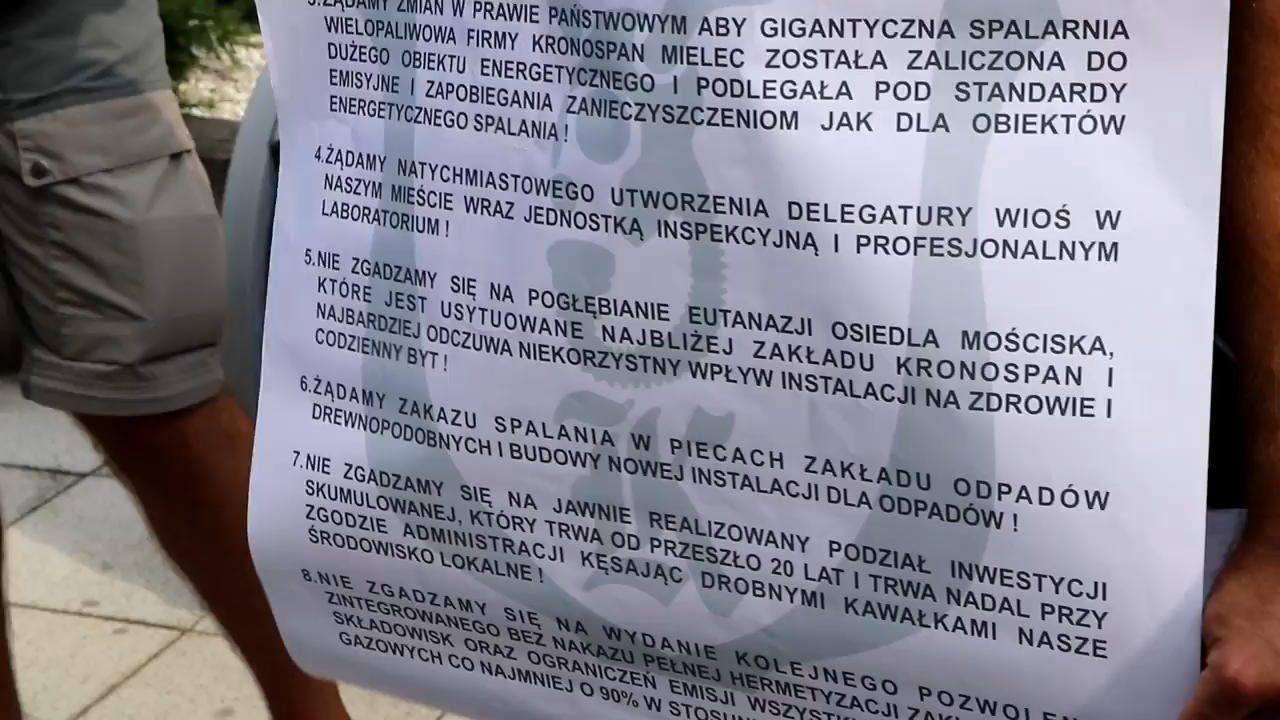 3.ŻĄDAMY ZMIAN W PRAWIE PAŃSTWOWYM ABY GIGANTYCZNA SPALARNIA
WIELOPALIWOWA FIRMY KRONOSPAN MIELEC ZOSTAŁA ZALICZONA DO
DUŻEGO OBIEKTU ENERGETYCZNEGO I PODLEGAŁA POD STANDARDY
EMISYJNE I ZAPOBIEGANIA ZANIECZYSZCZENIOM JAK DLA OBIEKTÓW
ENERGETYCZNEGO SPALANIA !
4.ŻĄDAMY NATYCHMIASTOWEGO UTWORZENIA DELEGATURY WIOŚ W
NASZYM MIEŚCIE WRAZ JEDNOSTKĄ INSPEKCYJNĄ I PROFESJONALNYM
LABORATORIUM !
5.NIE ZGADZAMY SIĘ NA POGŁĘBIANIE EUTANAZJI OSIEDLA MOŚCISKA,
KTÓRE JEST USYTUOWANE NAJBLIŻEJ ZAKŁADU KRONOSPAN I
NAJBARDZIEJ ODCZUWA NIEKORZYSTNY WPŁYW INSTALACJI NA ZDROWIE I
CODZIENNY BYT !
6.ŻĄDAMY ZAKAZU SPALANIA W PIECACH ZAKŁADU ODPADÓW
DREWNOPODOBNYCH I BUDOWY NOWEJ INSTALACJI DLA ODPADÓW !
7.NIE ZGADZAMY SIĘ NA JAWNIE REALIZOWANY PODZIAŁ INWESTYCJI
SKUMULOWANEJ, KTÓRY TRWA OD PRZESZŁO 20 LAT I TRWA NADAL PRZY
ZGODZIE ADMINISTRACJI KĘSAJĄC DROBNYMI KAWAŁKAMI NASZE
ŚRODOWISKO LOKALNE !
8.NIE ZGADZAMY SIĘ NA WYDANIE KOLEJNEGO
ZINTEGROWANEGO BEZ NAKAZU PEŁNEJ HERMETYZACJI
SKŁADOWISK ORAZ OGRANICZEŃ EMISJI
GAZOWYCH CO NAJMNIEJ O 90% W